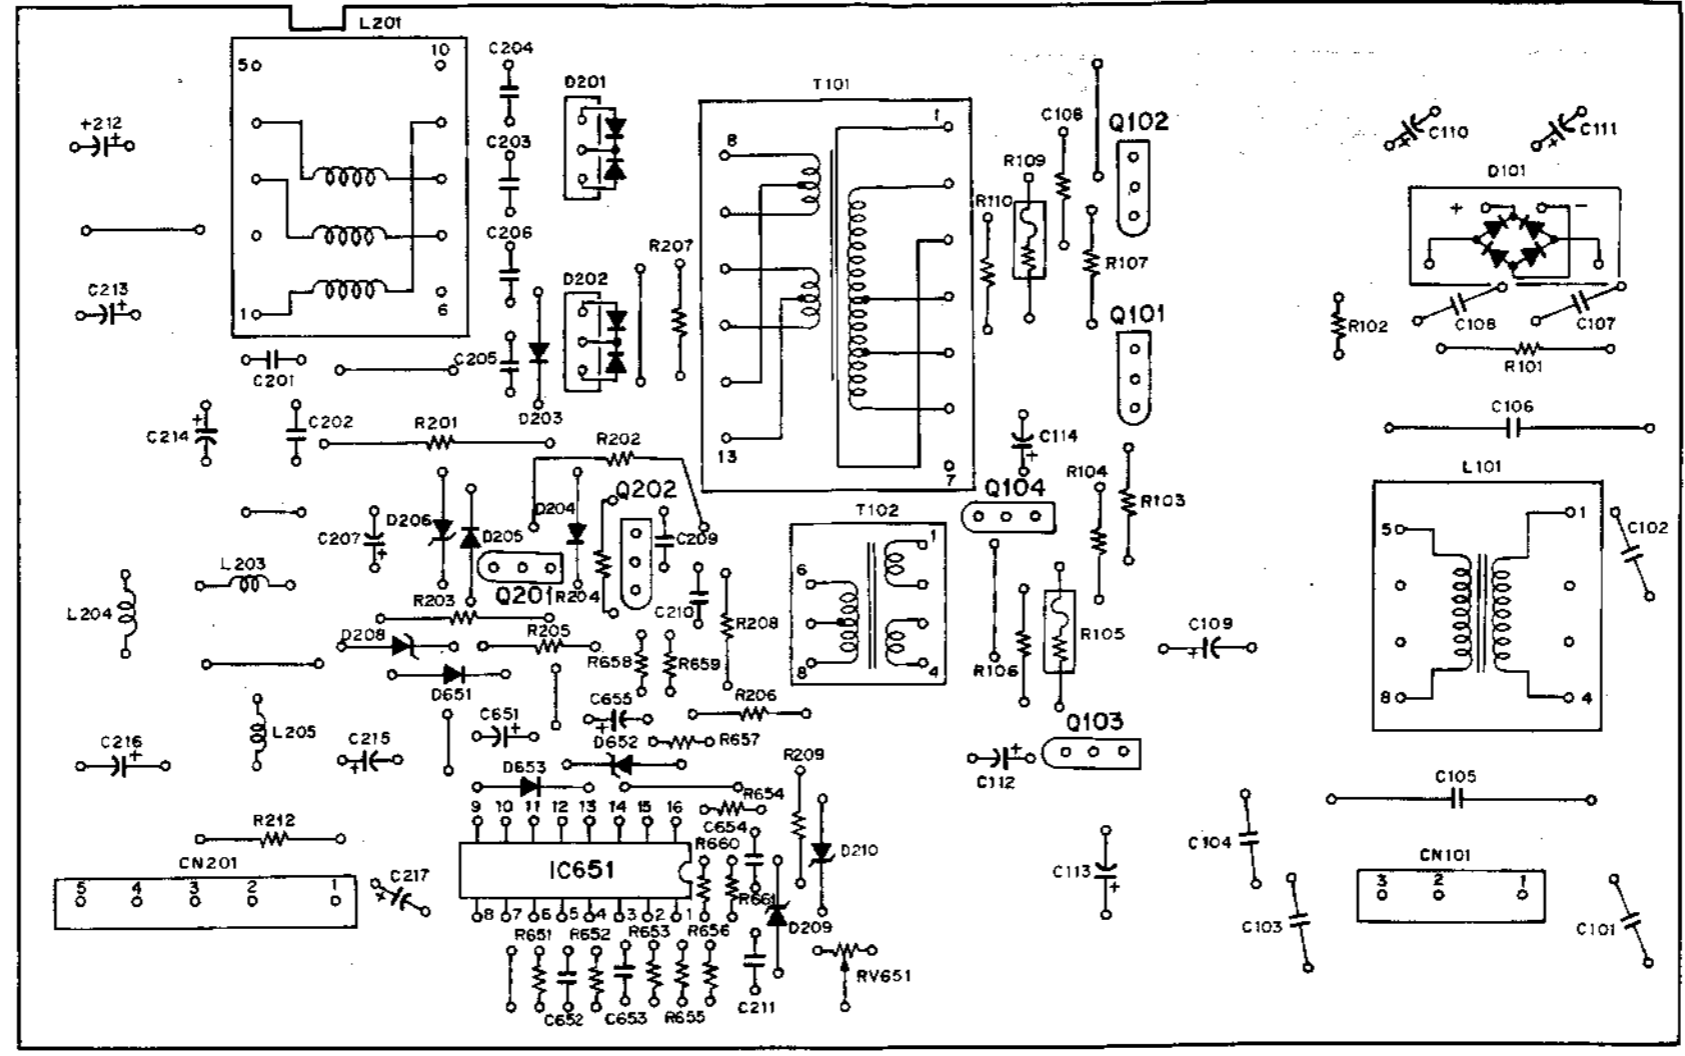 L201
10
5
C204
D201
T101
1
+212
+
C203
8
C108
Q102
+ C110
+ C111
R109
D101
+ -
R110
C206
R207
R107
C213
+
D202
1
6
Q101
C108
C107
R102
C205
C201
R101
D203
C106
+
C214
C202
R201
R202
C114
+
13
7
L101
R104
Q202
Q104
R103
D204
T102
D206
D205
1
5
1
C102
C207
+
C209
L203
6
Q201
R204
L204
R203
C210
R208
D208
R205
R105
C109
+
R658
R659
8
4
R106
D651
8
4
C655
+
R206
C651
+
Q103
L205
C216
+
C215
+
D652
R657
C112
+
D653
R209
C105
9 10 11 12 13 14 15 16
R654
R212
C654
R660
D210
C104
CN201
CN101
IC651
5 4 3 2 1
C217
+
C113
+
3 2 1
R661
8 7 6 5 4 3 2 1
D209
C103
C101
R651
R652
R653
R656
RV651
C652
C653
R655
C211